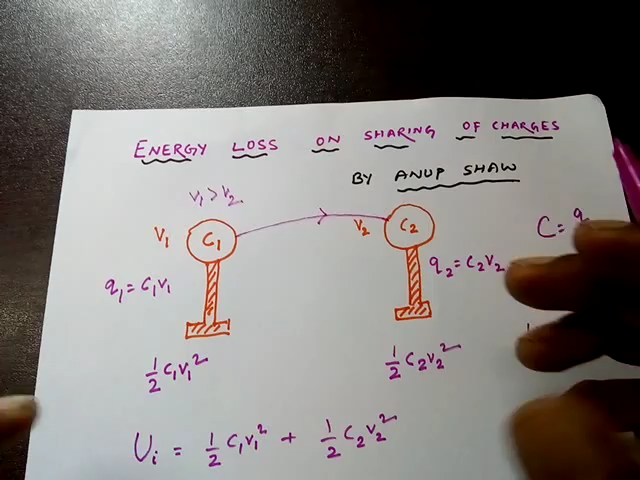 ENERGY LOSS ON SHARING OF CHARGES
BY ANUP SHAW
V₁ > V₂
V₁ C₁ V₂ C₂ C = q
q₁ = C₁V₁ q₂ = C₂V₂
½ C₁V₁² ½ C₂V₂²
Uᵢ = ½ C₁V₁² + ½ C₂V₂²